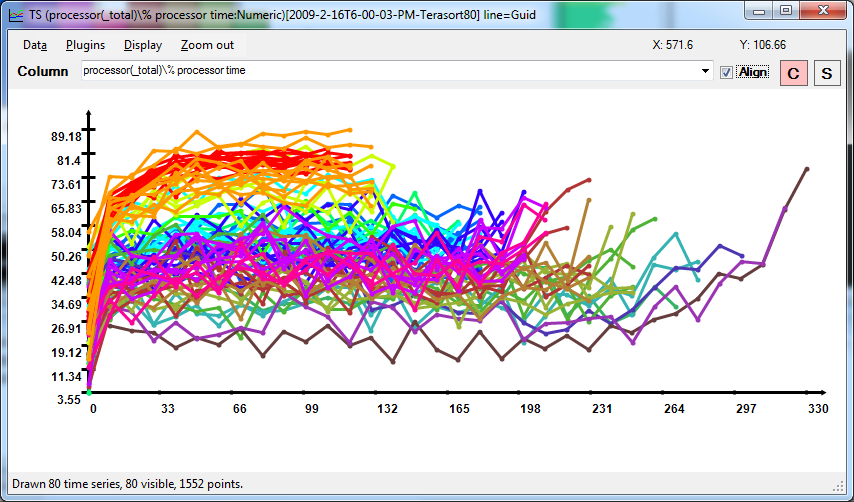 TS (processor(_total)\% processor time:Numeric)[2009-2-16T6-00-03-PM-Terasort80] line=Guid
Data Plugins Display Zoom out X: 571.6 Y: 106.66
Column processor(_total)\% processor time Align C S
89.18
81.4
73.61
65.83
58.04
50.26
42.48
34.69
26.91
19.12
11.34
3.55
0 33 66 99 132 165 198 231 264 297 330
Drawn 80 time series, 80 visible, 1552 points.